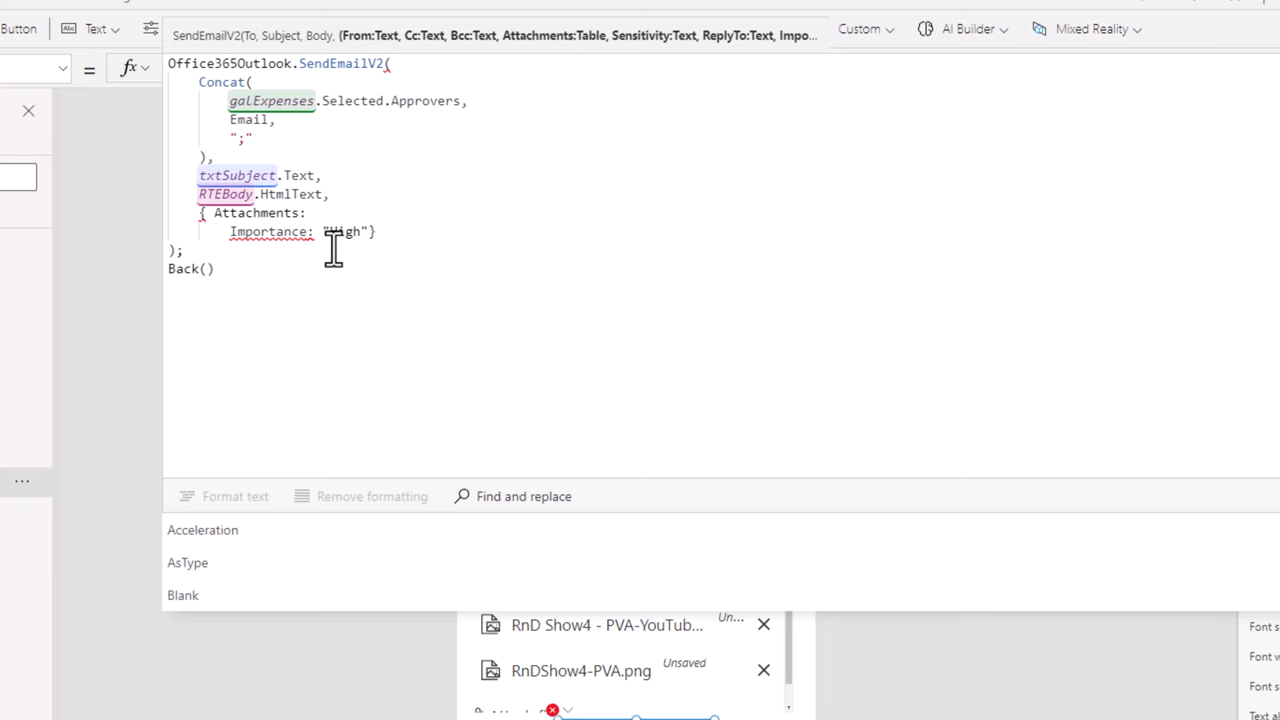 Button
Text
SendEmailV2(To, Subject, Body, {From:Text, Cc:Text, Bcc:Text, Attachments:Table, Sensitivity:Text, ReplyTo:Text, Impo...
Custom
AI Builder
Mixed Reality
= fx
Office365Outlook.SendEmailV2(
Concat(
galExpenses.Selected.Approvers,
Email,
";"
),
txtSubject.Text,
RTEBody.HtmlText,
{ Attachments:
Importance: "High"}
);
Back()
Format text
Remove formatting
Find and replace
Acceleration
AsType
Blank
RnD Show4 - PVA-YouTub...
Un...
RnDShow4-PVA.png
Unsaved
Font s
Font w
Font s
Text al